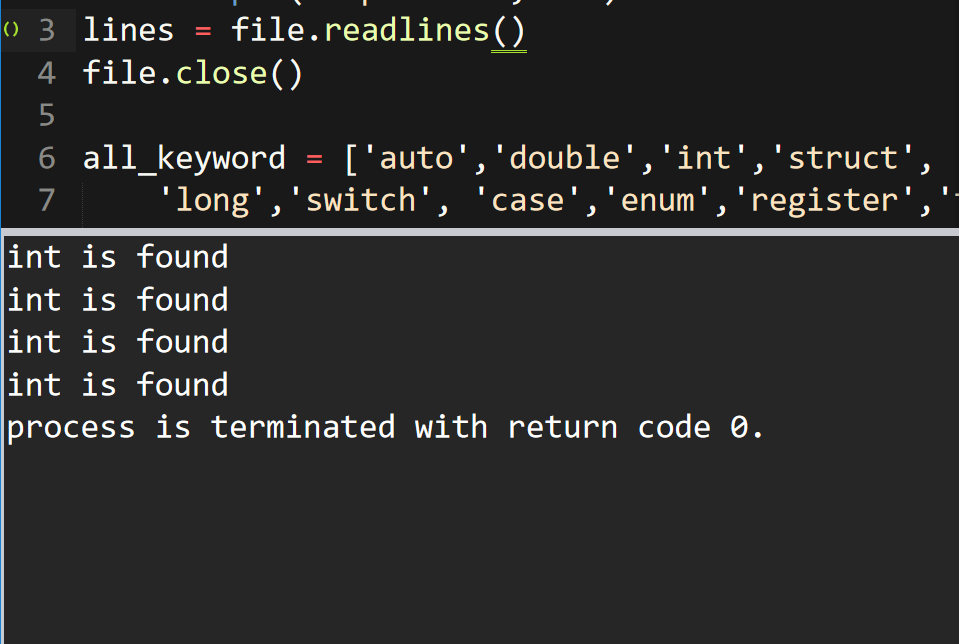 () 3 lines = file.readlines()
4 file.close()
5
6 all_keyword = ['auto','double','int','struct',
7 'long','switch', 'case','enum','register','
int is found
int is found
int is found
int is found
process is terminated with return code 0.